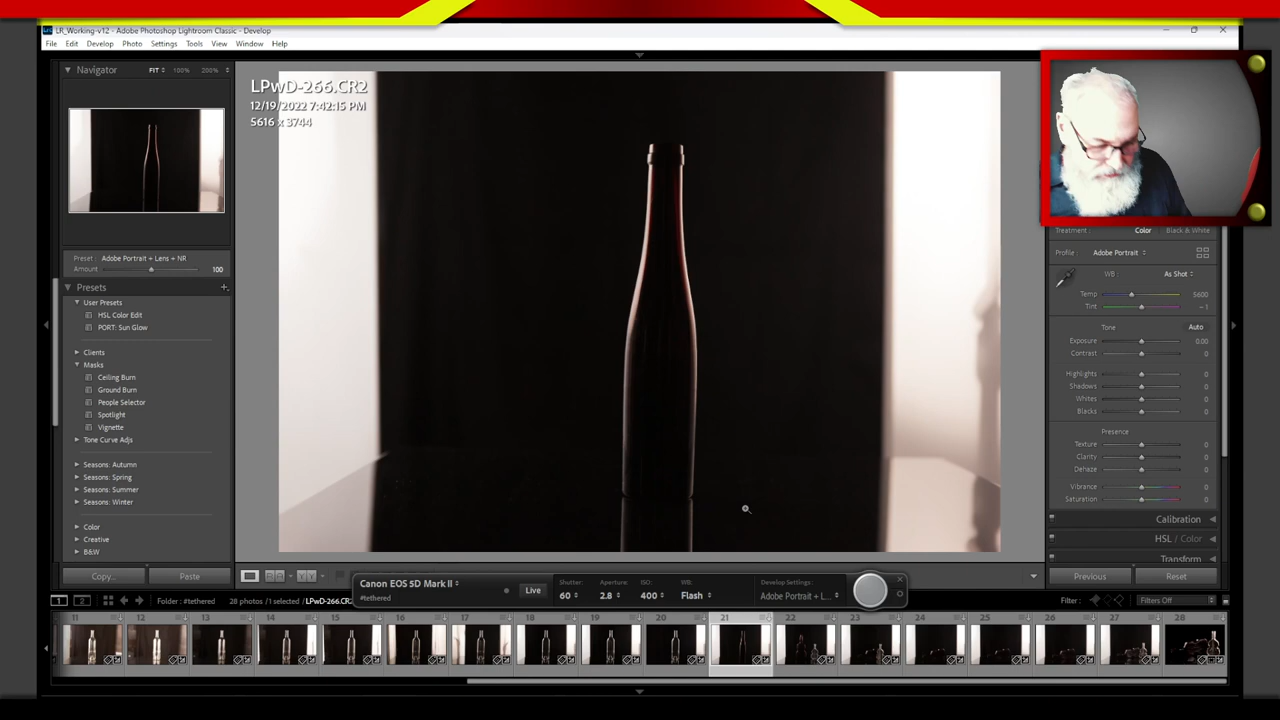 LR_Working-v12 - Adobe Photoshop Lightroom Classic - Develop
File Edit Develop Photo Settings Tools View Window Help
Navigator FIT 100% 200%
LPwD-266.CR2
12/19/2022 7:42:15 PM
5616 x 3744
Preset : Adobe Portrait + Lens + NR
Amount 100
Presets +
User Presets
HSL Color Edit
PORT: Sun Glow
Clients
Masks
Ceiling Burn
Ground Burn
People Selector
Spotlight
Vignette
Tone Curve Adjs
Seasons: Autumn
Seasons: Spring
Seasons: Summer
Seasons: Winter
Color
Creative
B&W
Copy... Paste
Treatment : Color Black & White
Profile : Adobe Portrait
WB : As Shot
Temp 5600
Tint - 1
Tone Auto
Exposure 0.00
Contrast 0
Highlights 0
Shadows 0
Whites 0
Blacks 0
Presence
Texture 0
Clarity 0
Dehaze 0
Vibrance 0
Saturation 0
Calibration
HSL / Color
Transform
Previous Reset
Canon EOS 5D Mark II
#tethered
Live
Shutter: 60
Aperture: 2.8
ISO: 400
WB: Flash
Develop Settings: Adobe Portrait + L...
1 2 Folder : #tethered 28 photos / 1 selected / LPwD-266.CR2
Filter : Filters Off
11 12 13 14 15 16 17 18 19 20 21 22 23 24 25 26 27 28